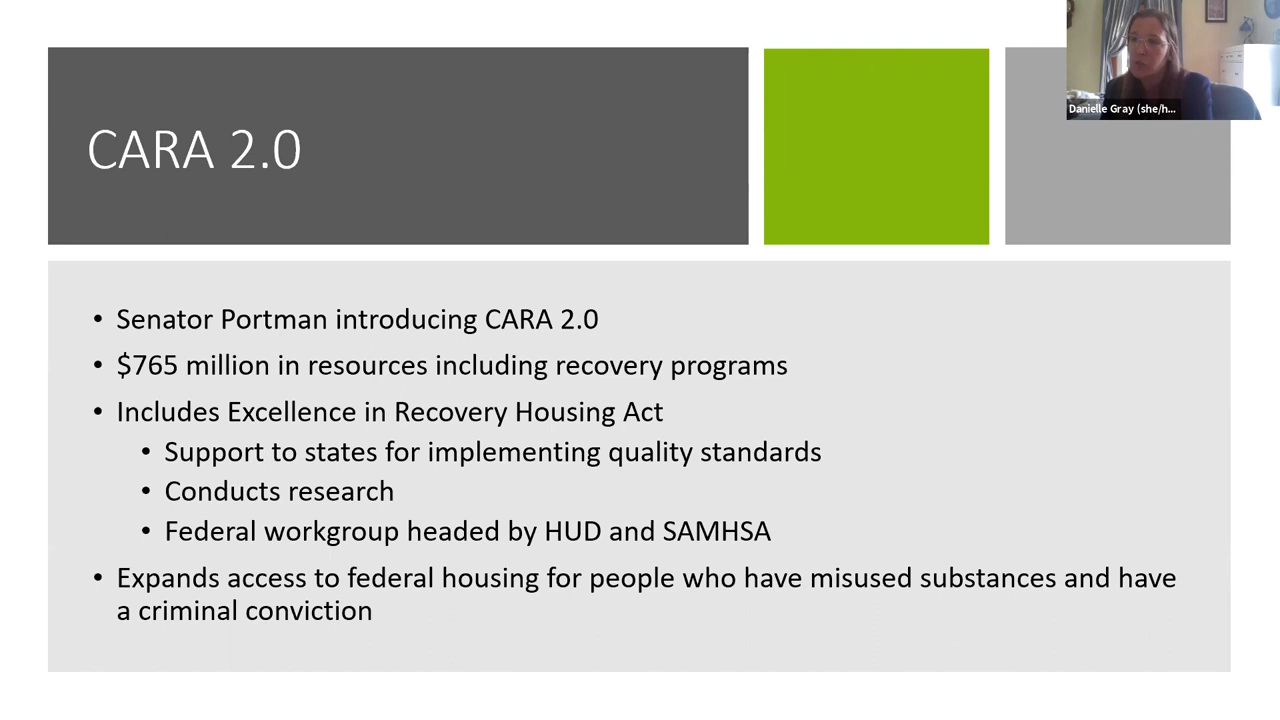 CARA 2.0
Danielle Gray (she/h...
• Senator Portman introducing CARA 2.0
• $765 million in resources including recovery programs
• Includes Excellence in Recovery Housing Act
• Support to states for implementing quality standards
• Conducts research
• Federal workgroup headed by HUD and SAMHSA
• Expands access to federal housing for people who have misused substances and have
a criminal conviction